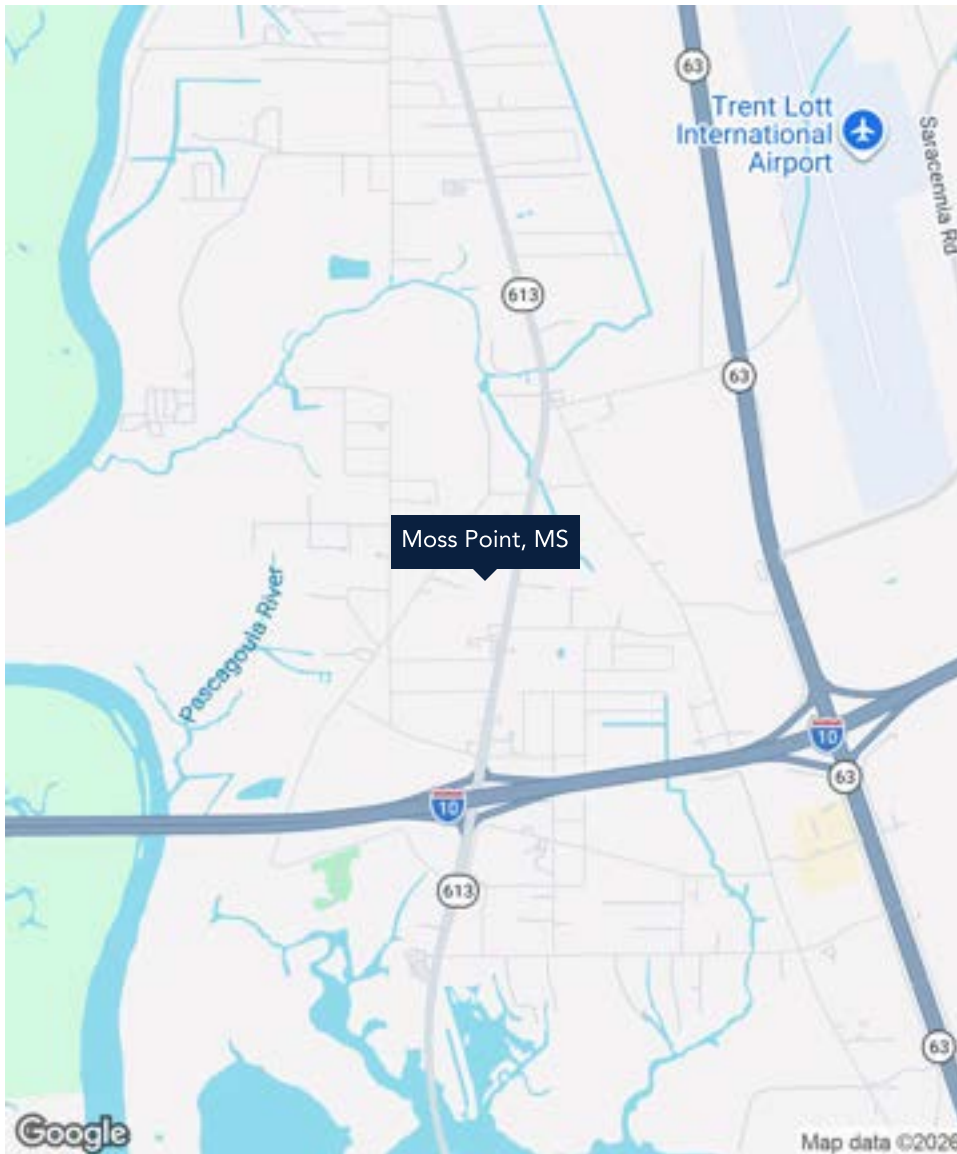 63
Trent Lott
International
Airport
Saracennia Rd
613
63
Moss Point, MS
Pascagoula River
10
63
10
613
63
Google
Map data ©2026